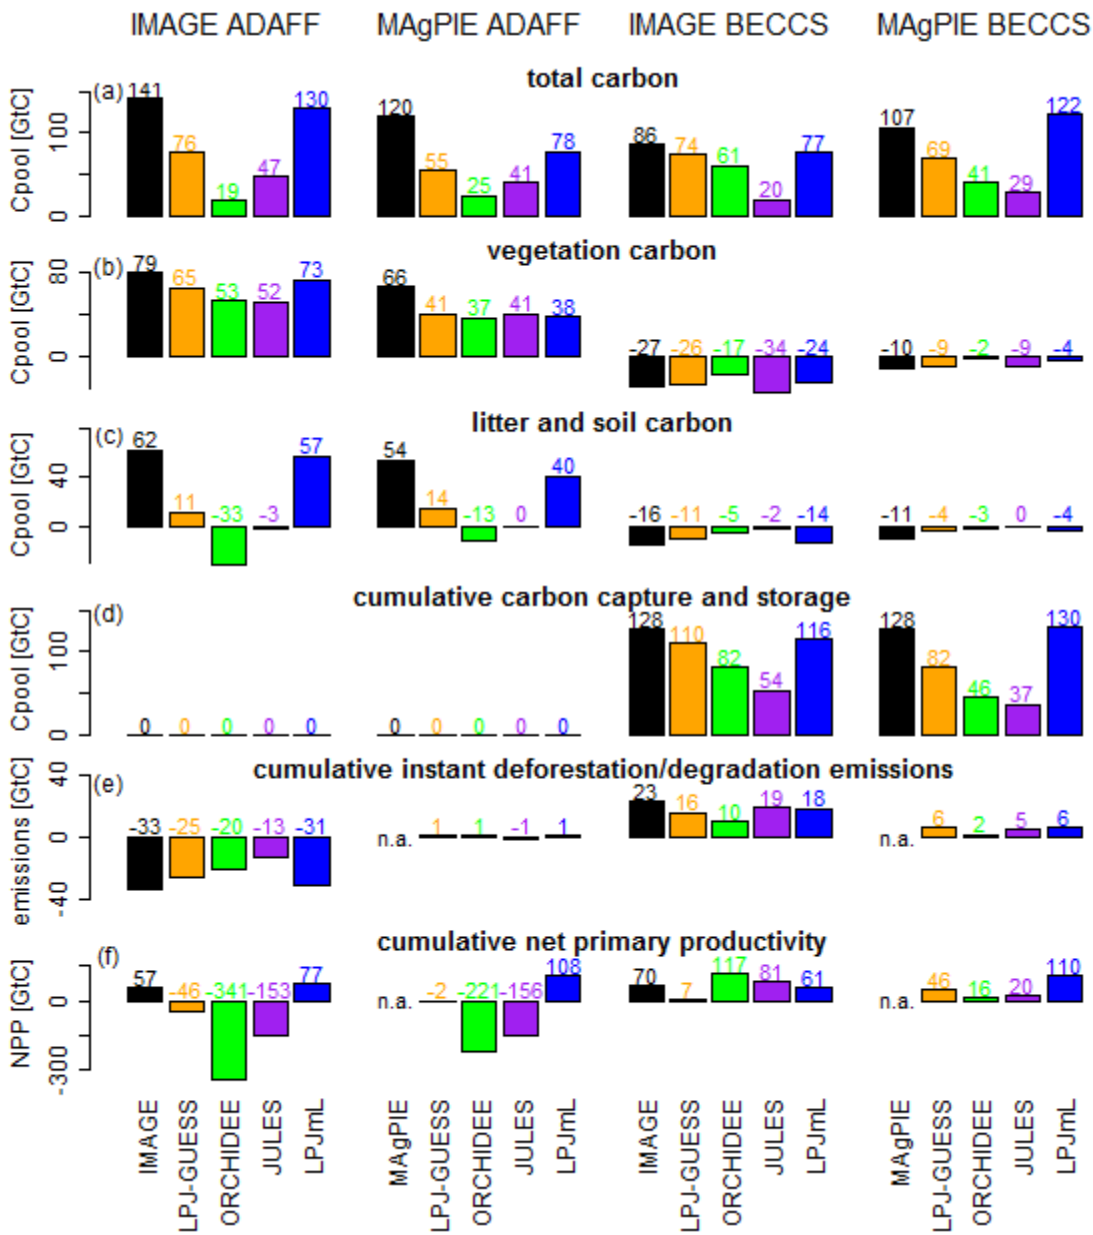 IMAGE ADAFF MAgPIE ADAFF IMAGE BECCS MAgPIE BECCS
total carbon
(a)
Cpool [GtC]
0 100
141 76 19 47 130
120 55 25 41 78
86 74 61 20 77
107 69 41 29 122
vegetation carbon
(b)
Cpool [GtC]
0 80
79 65 53 52 73
66 41 37 41 38
-27 -26 -17 -34 -24
-10 -9 -2 -9 -4
litter and soil carbon
(c)
Cpool [GtC]
0 40
62 11 -33 -3 57
54 14 -13 0 40
-16 -11 -5 -2 -14
-11 -4 -3 0 -4
cumulative carbon capture and storage
(d)
Cpool [GtC]
0 100
0 0 0 0 0
0 0 0 0 0
128 110 82 54 116
128 82 46 37 130
cumulative instant deforestation/degradation emissions
(e)
emissions [GtC]
-40 0 40
-33 -25 -20 -13 -31
n.a. 1 1 -1 1
23 16 10 19 18
n.a. 6 2 5 6
cumulative net primary productivity
(f)
NPP [GtC]
-300 0
57 -46 -341 -153 77
n.a. -2 -221 -156 108
70 7 117 81 61
n.a. 46 16 20 110
IMAGE LPJ-GUESS ORCHIDEE JULES LPJmL
MAgPIE LPJ-GUESS ORCHIDEE JULES LPJmL
IMAGE LPJ-GUESS ORCHIDEE JULES LPJmL
MAgPIE LPJ-GUESS ORCHIDEE JULES LPJmL